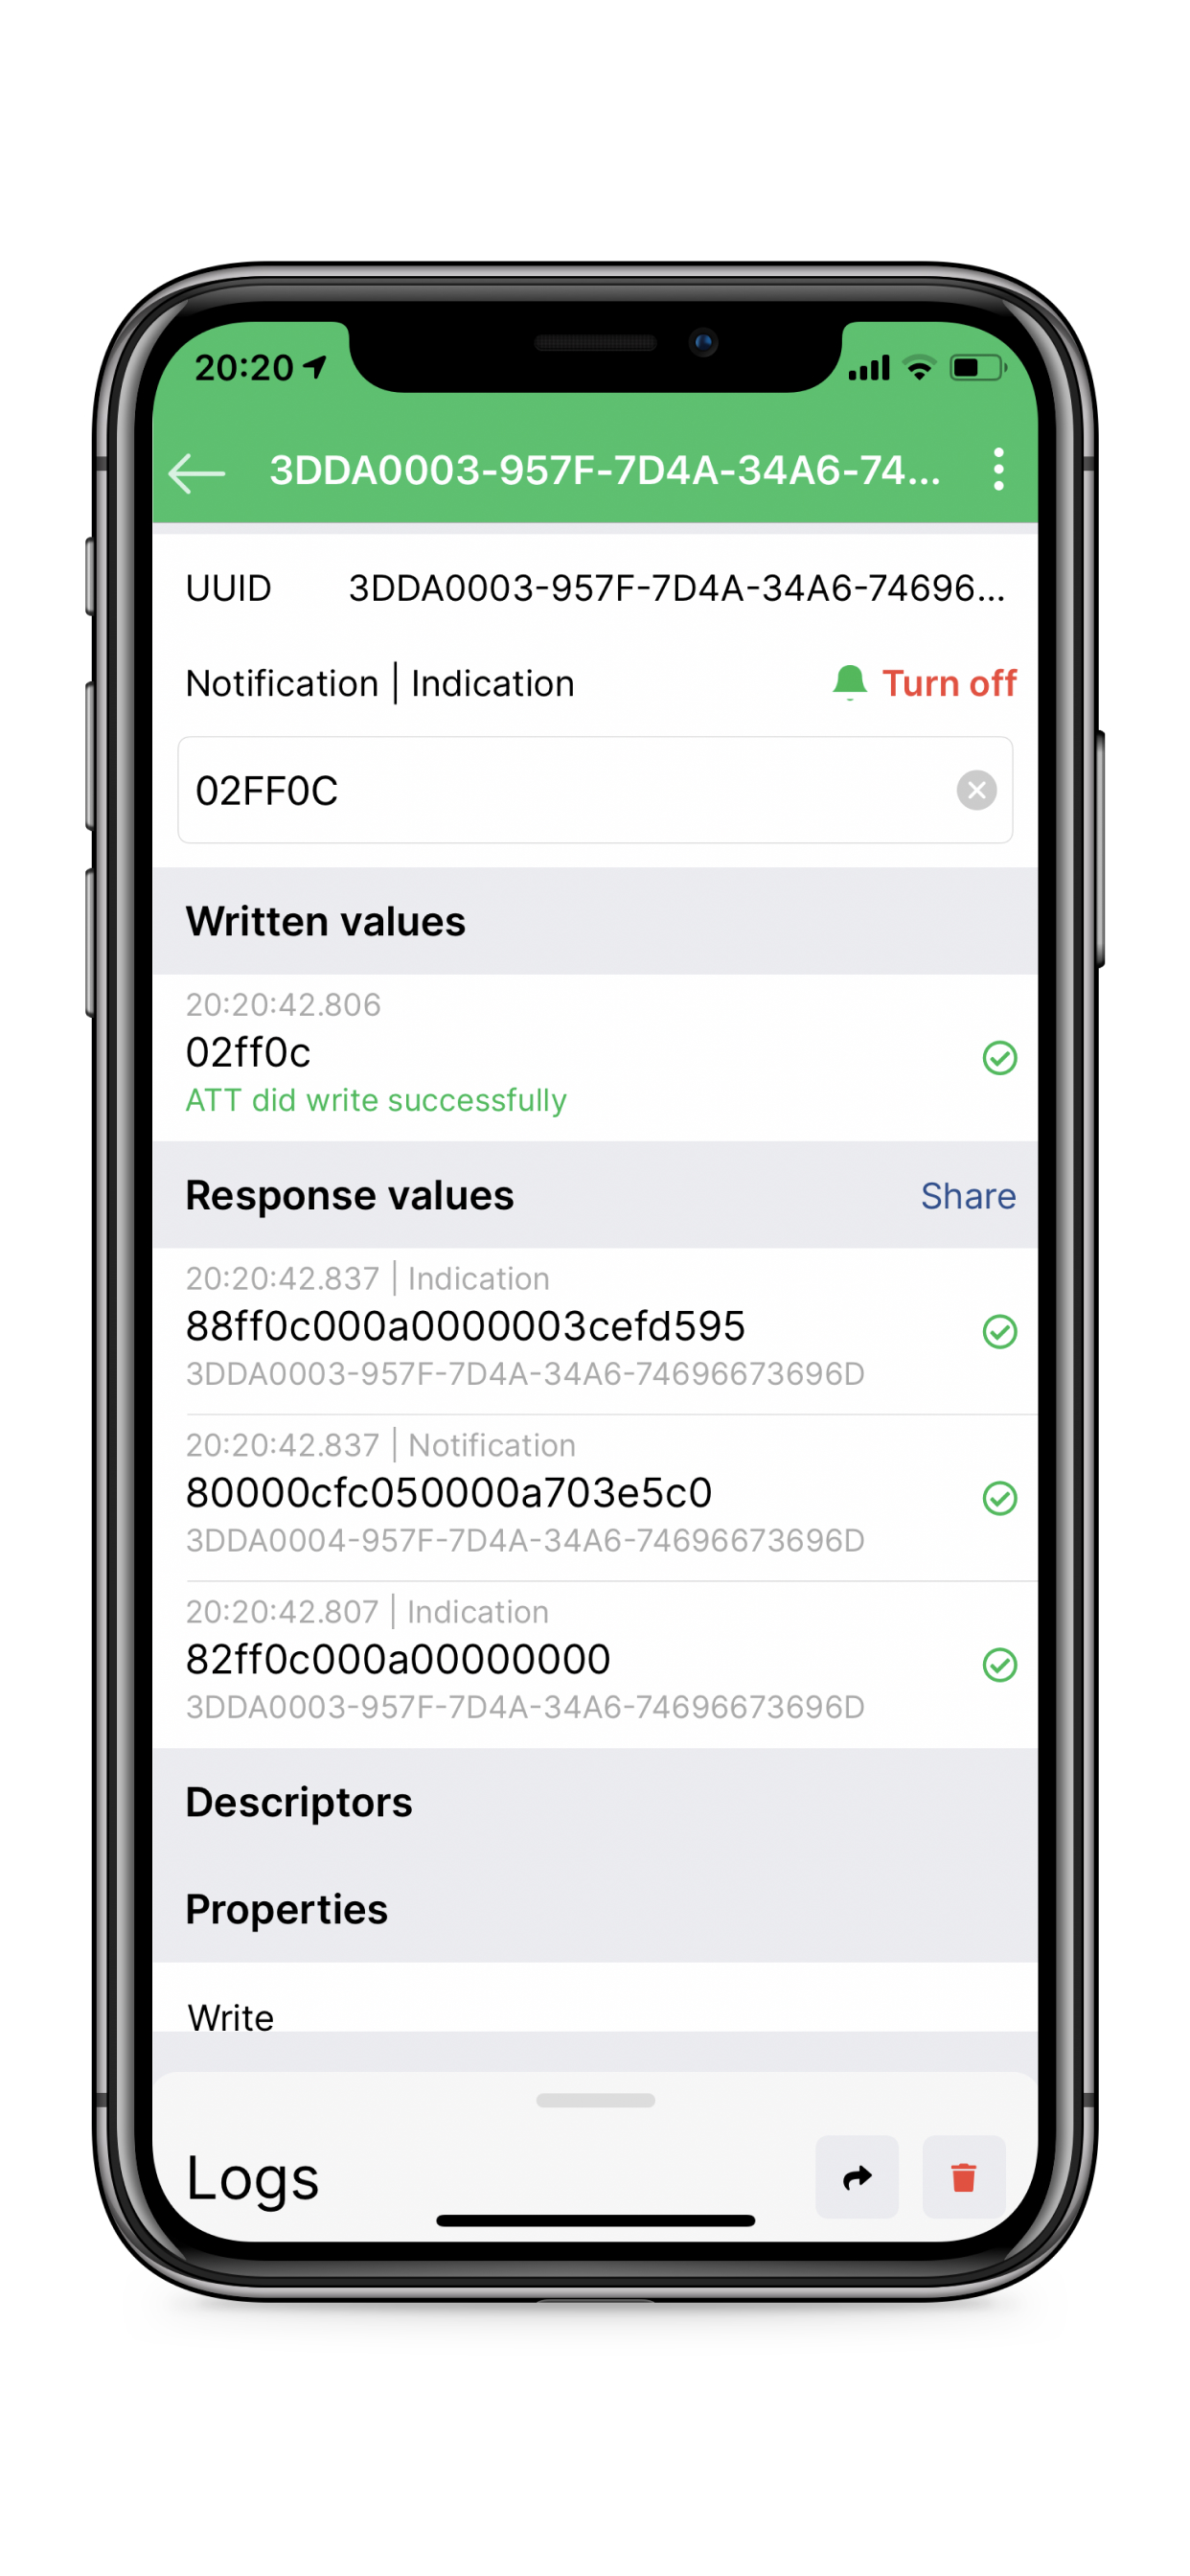 20:20
3DDA0003-957F-7D4A-34A6-74...
UUID 3DDA0003-957F-7D4A-34A6-74696...
Notification | Indication Turn off
02FF0C
Written values
20:20:42.806
02ff0c
ATT did write successfully
Response values Share
20:20:42.837 | Indication
88ff0c000a0000003cefd595
3DDA0003-957F-7D4A-34A6-74696673696D
20:20:42.837 | Notification
80000cfc050000a703e5c0
3DDA0004-957F-7D4A-34A6-74696673696D
20:20:42.807 | Indication
82ff0c000a00000000
3DDA0003-957F-7D4A-34A6-74696673696D
Descriptors
Properties
Write
Logs